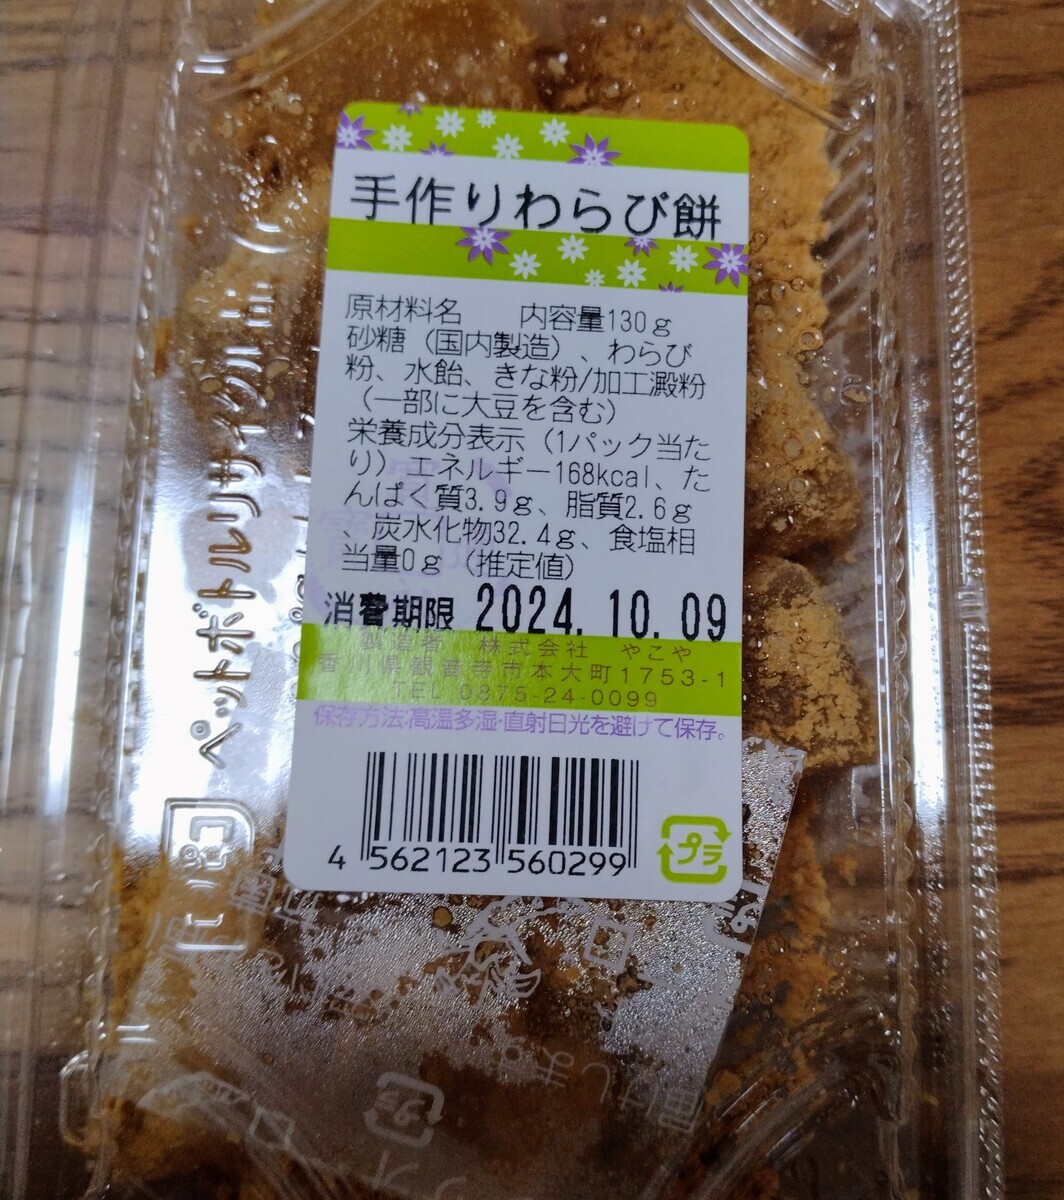 手作りわらび餅
原材料名　内容量130g
砂糖（国内製造）、わらび
粉、水飴、きな粉/加工澱粉
（一部に大豆を含む）
栄養成分表示（1パック当た
り）エネルギー168kcal、た
んぱく質3.9g、脂質2.6g
、炭水化物32.4g、食塩相
当量0g（推定値）
消費期限 2024.10.09
製造者　株式会社　やこや
香川県観音寺市本大町1753-1
TEL 0875-24-0099
保存方法:高温多湿・直射日光を避けて保存。
4 562123 560299
プラ
ペットボトルリサイクル品
プラ